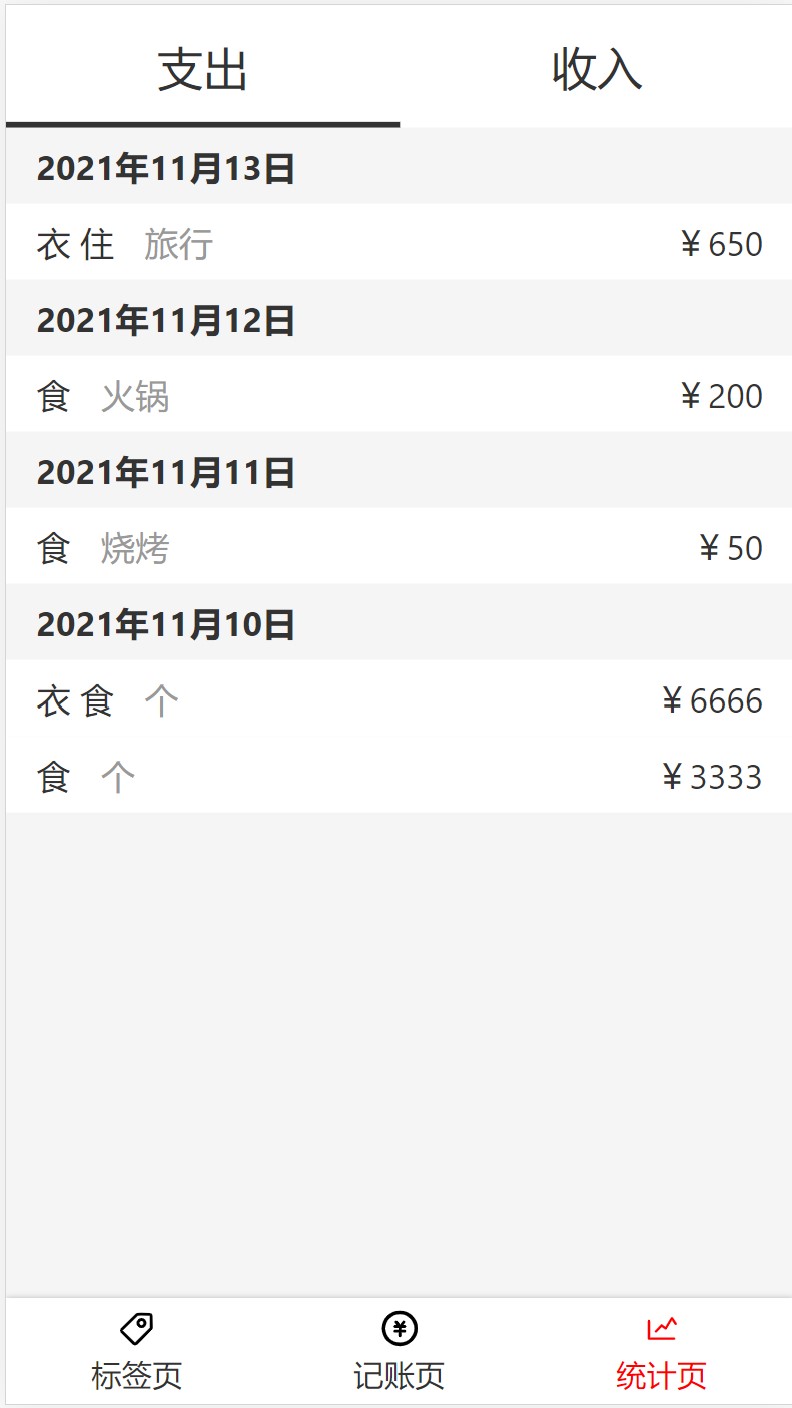 支出 收入
2021年11月13日
衣 住 旅行 ¥ 650
2021年11月12日
食 火锅 ¥ 200
2021年11月11日
食 烧烤 ¥ 50
2021年11月10日
衣 食 个 ¥ 6666
食 个 ¥ 3333
标签页 记账页 统计页